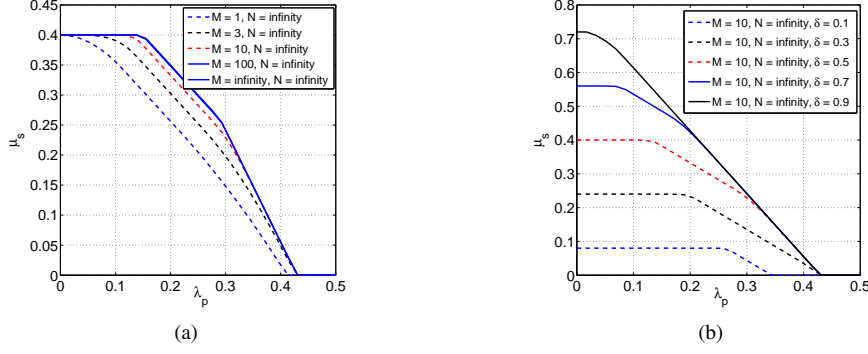 0.45
0.4
0.35
0.3
0.25
0.2
0.15
0.1
0.05
0
μs
0 0.1 0.2 0.3 0.4 0.5
λp
M = 1, N = infinity
M = 3, N = infinity
M = 10, N = infinity
M = 100, N = infinity
M = infinity, N = infinity
(a)
0.8
0.7
0.6
0.5
0.4
0.3
0.2
0.1
0
μs
0 0.1 0.2 0.3 0.4 0.5
λp
M = 10, N = infinity, δ = 0.1
M = 10, N = infinity, δ = 0.3
M = 10, N = infinity, δ = 0.5
M = 10, N = infinity, δ = 0.7
M = 10, N = infinity, δ = 0.9
(b)